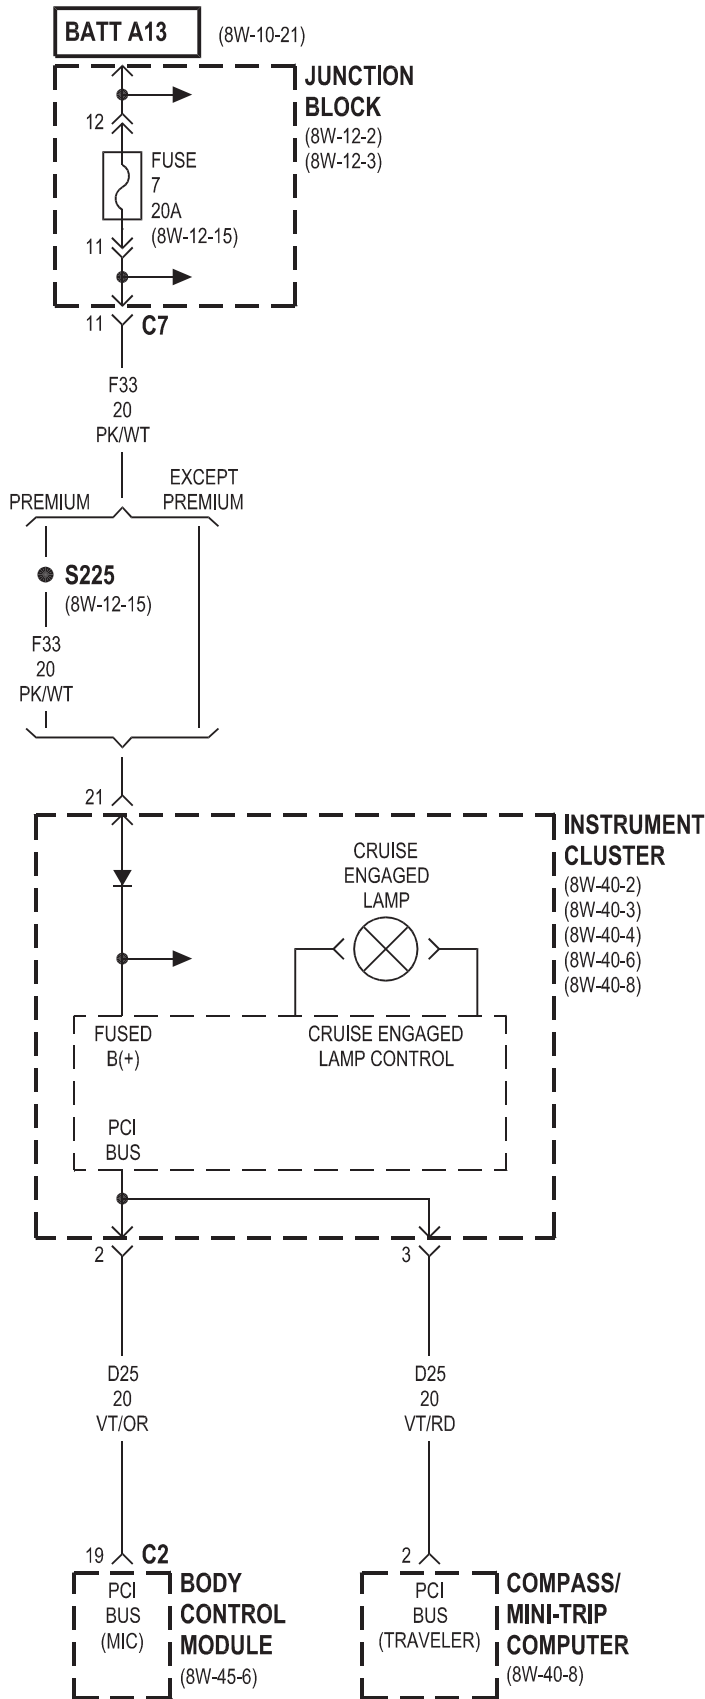 BATT A13
(8W-10-21)
JUNCTION
BLOCK
(8W-12-2)
(8W-12-3)
12
FUSE
7
20A
(8W-12-15)
11
11
C7
F33
20
PK/WT
PREMIUM
EXCEPT
PREMIUM
S225
(8W-12-15)
F33
20
PK/WT
21
INSTRUMENT
CLUSTER
(8W-40-2)
(8W-40-3)
(8W-40-4)
(8W-40-6)
(8W-40-8)
CRUISE
ENGAGED
LAMP
FUSED
B(+)
CRUISE ENGAGED
LAMP CONTROL
PCI
BUS
2
3
D25
20
VT/OR
D25
20
VT/RD
19
C2
PCI
BUS
(MIC)
BODY
CONTROL
MODULE
(8W-45-6)
2
PCI
BUS
(TRAVELER)
COMPASS/
MINI-TRIP
COMPUTER
(8W-40-8)